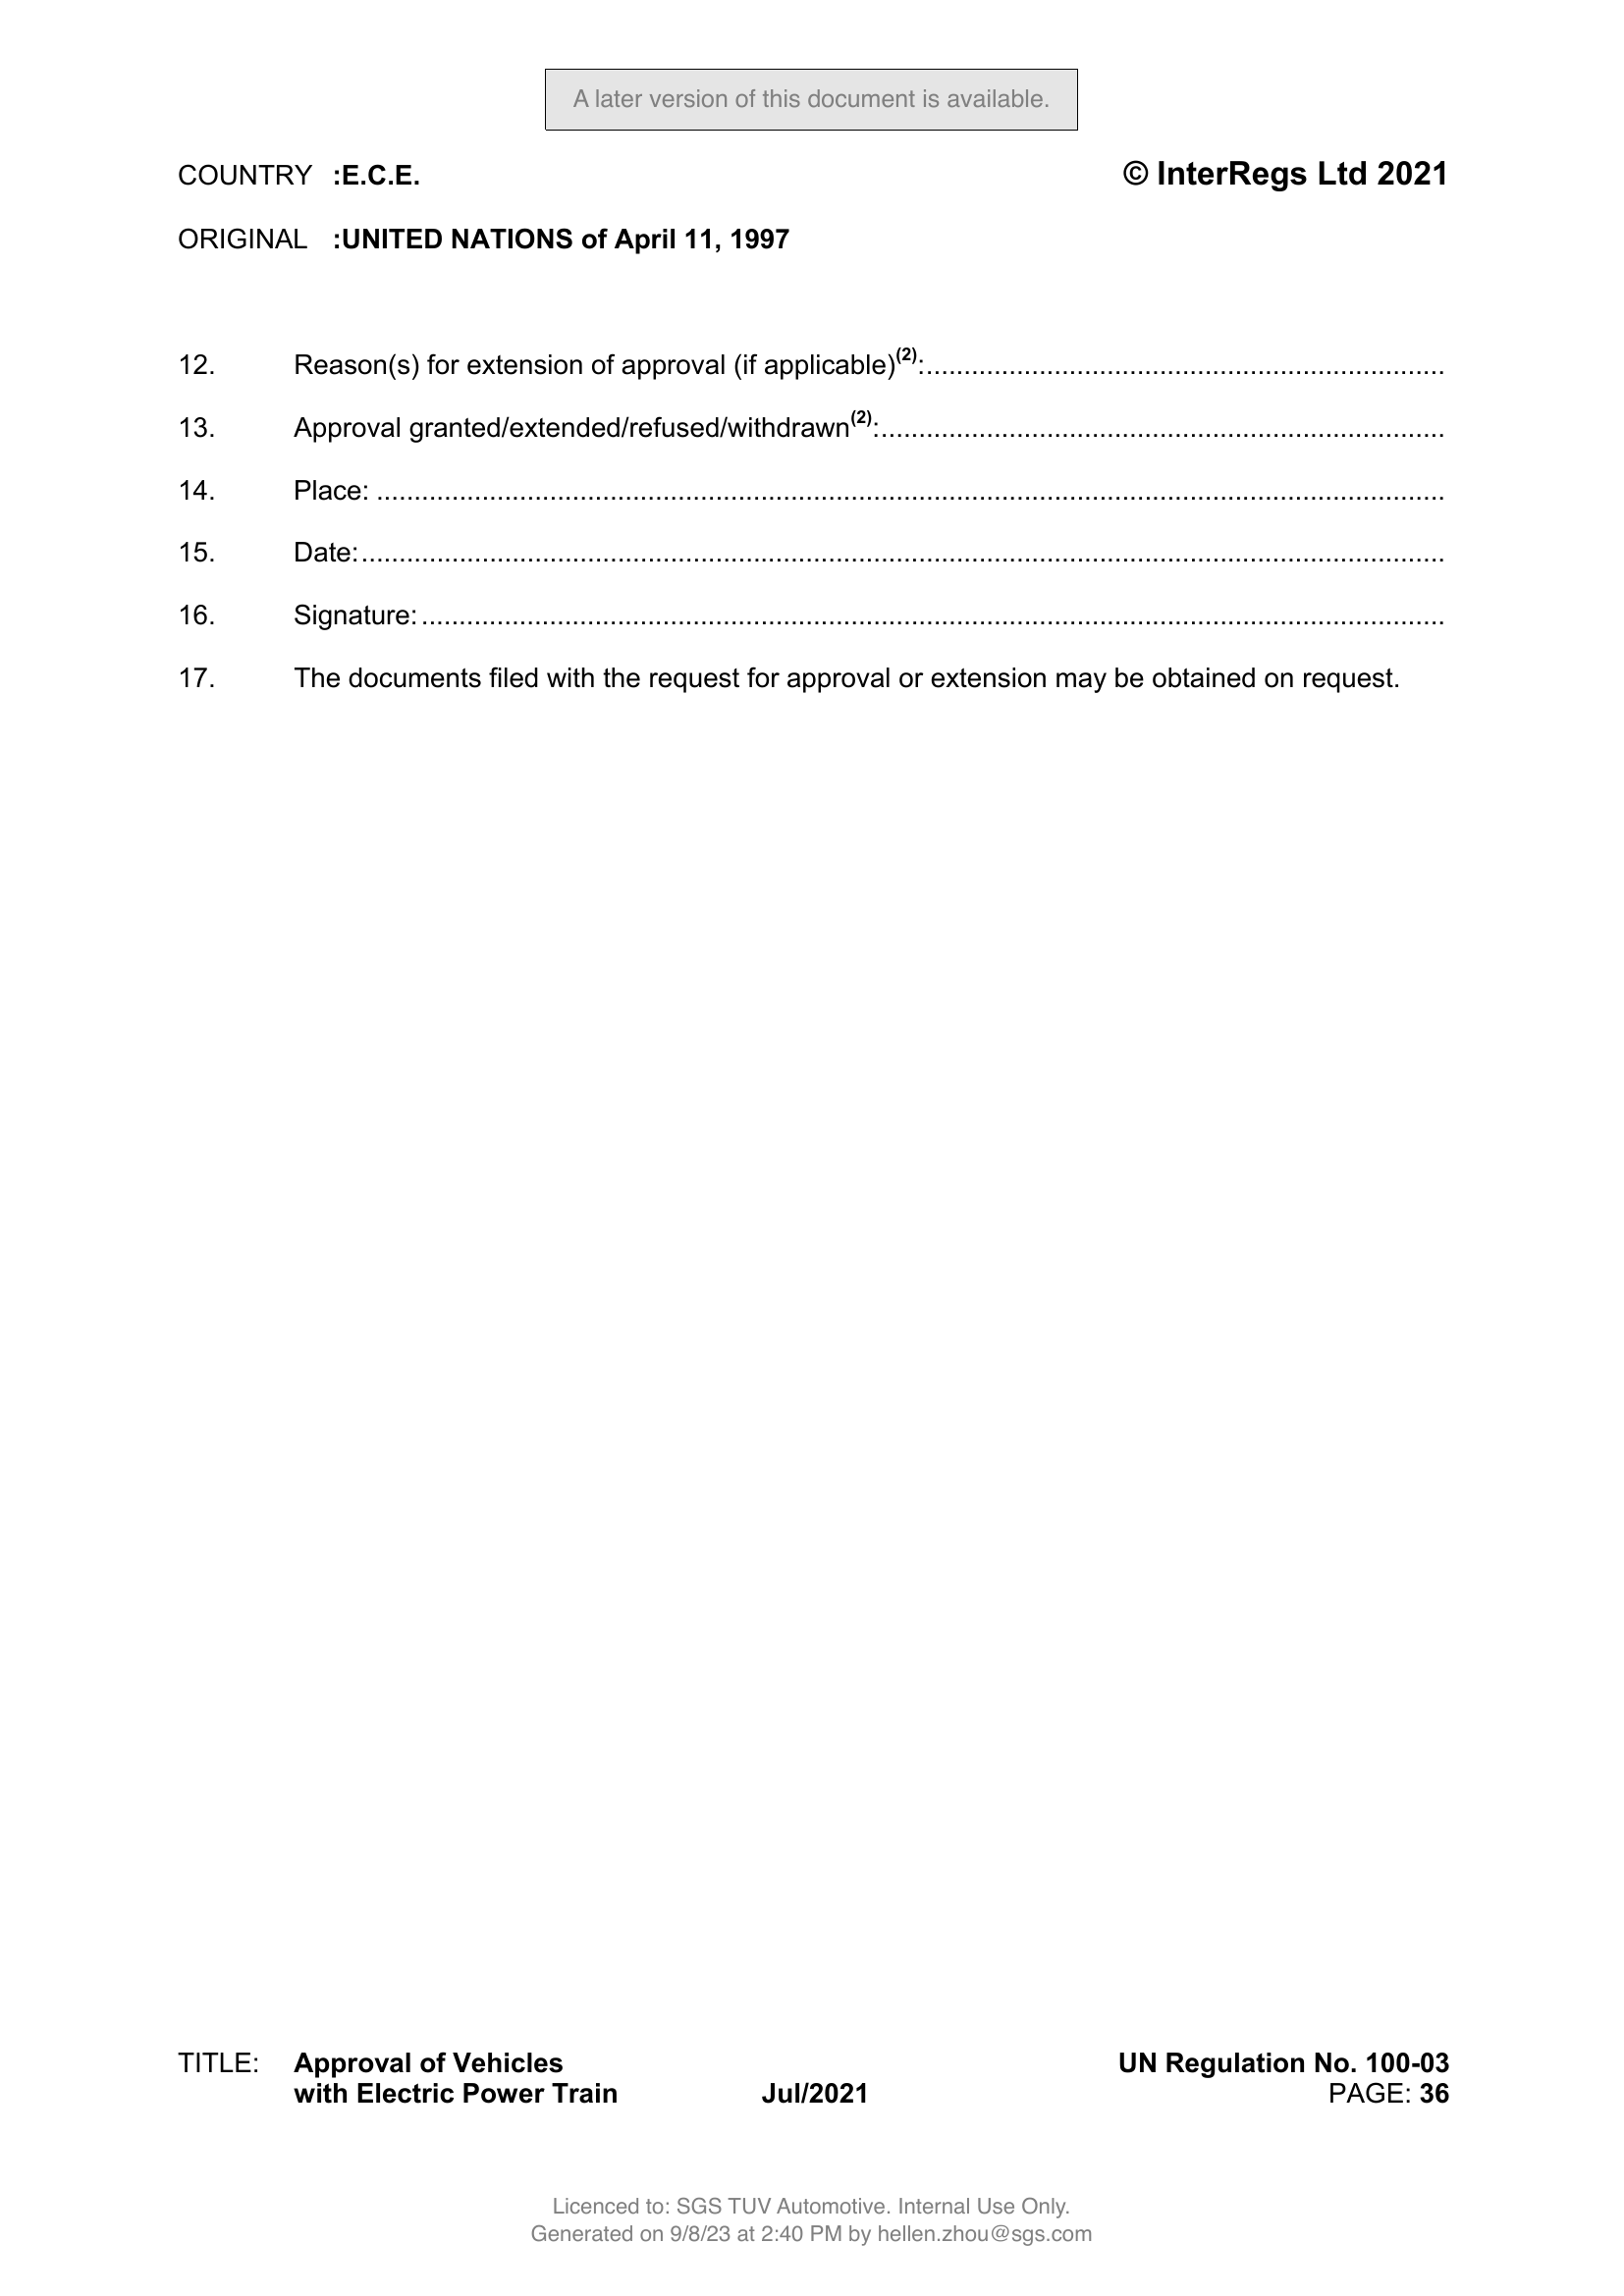 A later version of this document is available.
COUNTRY :E.C.E. © InterRegs Ltd 2021
ORIGINAL :UNITED NATIONS of April 11, 1997
12. Reason(s) for extension of approval (if applicable)(2):......................................................................
13. Approval granted/extended/refused/withdrawn(2):............................................................................
14. Place: ................................................................................................................................................
15. Date:..................................................................................................................................................
16. Signature:..........................................................................................................................................
17. The documents filed with the request for approval or extension may be obtained on request.
TITLE: Approval of Vehicles UN Regulation No. 100-03
with Electric Power Train Jul/2021 PAGE: 36
Licenced to: SGS TUV Automotive. Internal Use Only.
Generated on 9/8/23 at 2:40 PM by hellen.zhou@sgs.com